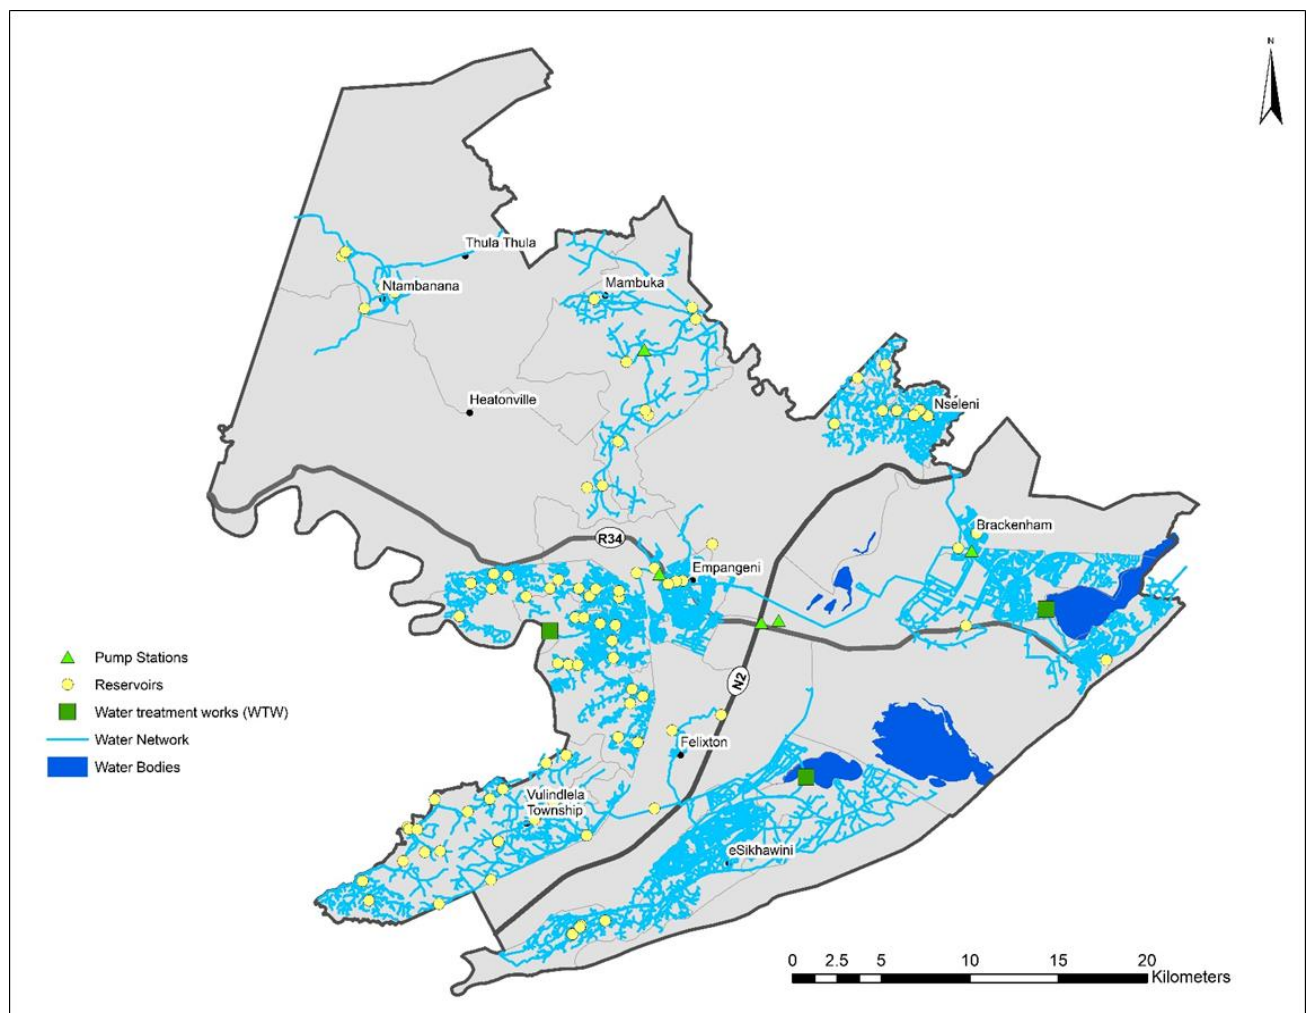 N
Thula Thula
Ntambanana
Mambuka
Heatonville
Nseleni
Brackenham
R34
Empangeni
N2
Felixton
Vulindlela
Township
eSikhawini
Pump Stations
Reservoirs
Water treatment works (WTW)
Water Network
Water Bodies
0 2.5 5 10 15 20
Kilometers